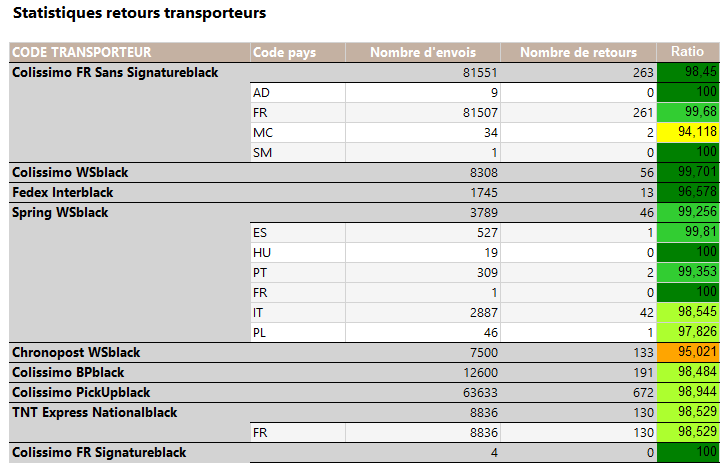 Statistiques retours transporteurs
CODE TRANSPORTEUR Code pays Nombre d'envois Nombre de retours Ratio
Colissimo FR Sans Signatureblack 81551 263 98,45
AD 9 0 100
FR 81507 261 99,68
MC 34 2 94,118
SM 1 0 100
Colissimo WSblack 8308 56 99,701
Fedex Interblack 1745 13 96,578
Spring WSblack 3789 46 99,256
ES 527 1 99,81
HU 19 0 100
PT 309 2 99,353
FR 1 0 100
IT 2887 42 98,545
PL 46 1 97,826
Chronopost WSblack 7500 133 95,021
Colissimo BPblack 12600 191 98,484
Colissimo PickUpblack 63633 672 98,944
TNT Express Nationalblack 8836 130 98,529
FR 8836 130 98,529
Colissimo FR Signatureblack 4 0 100